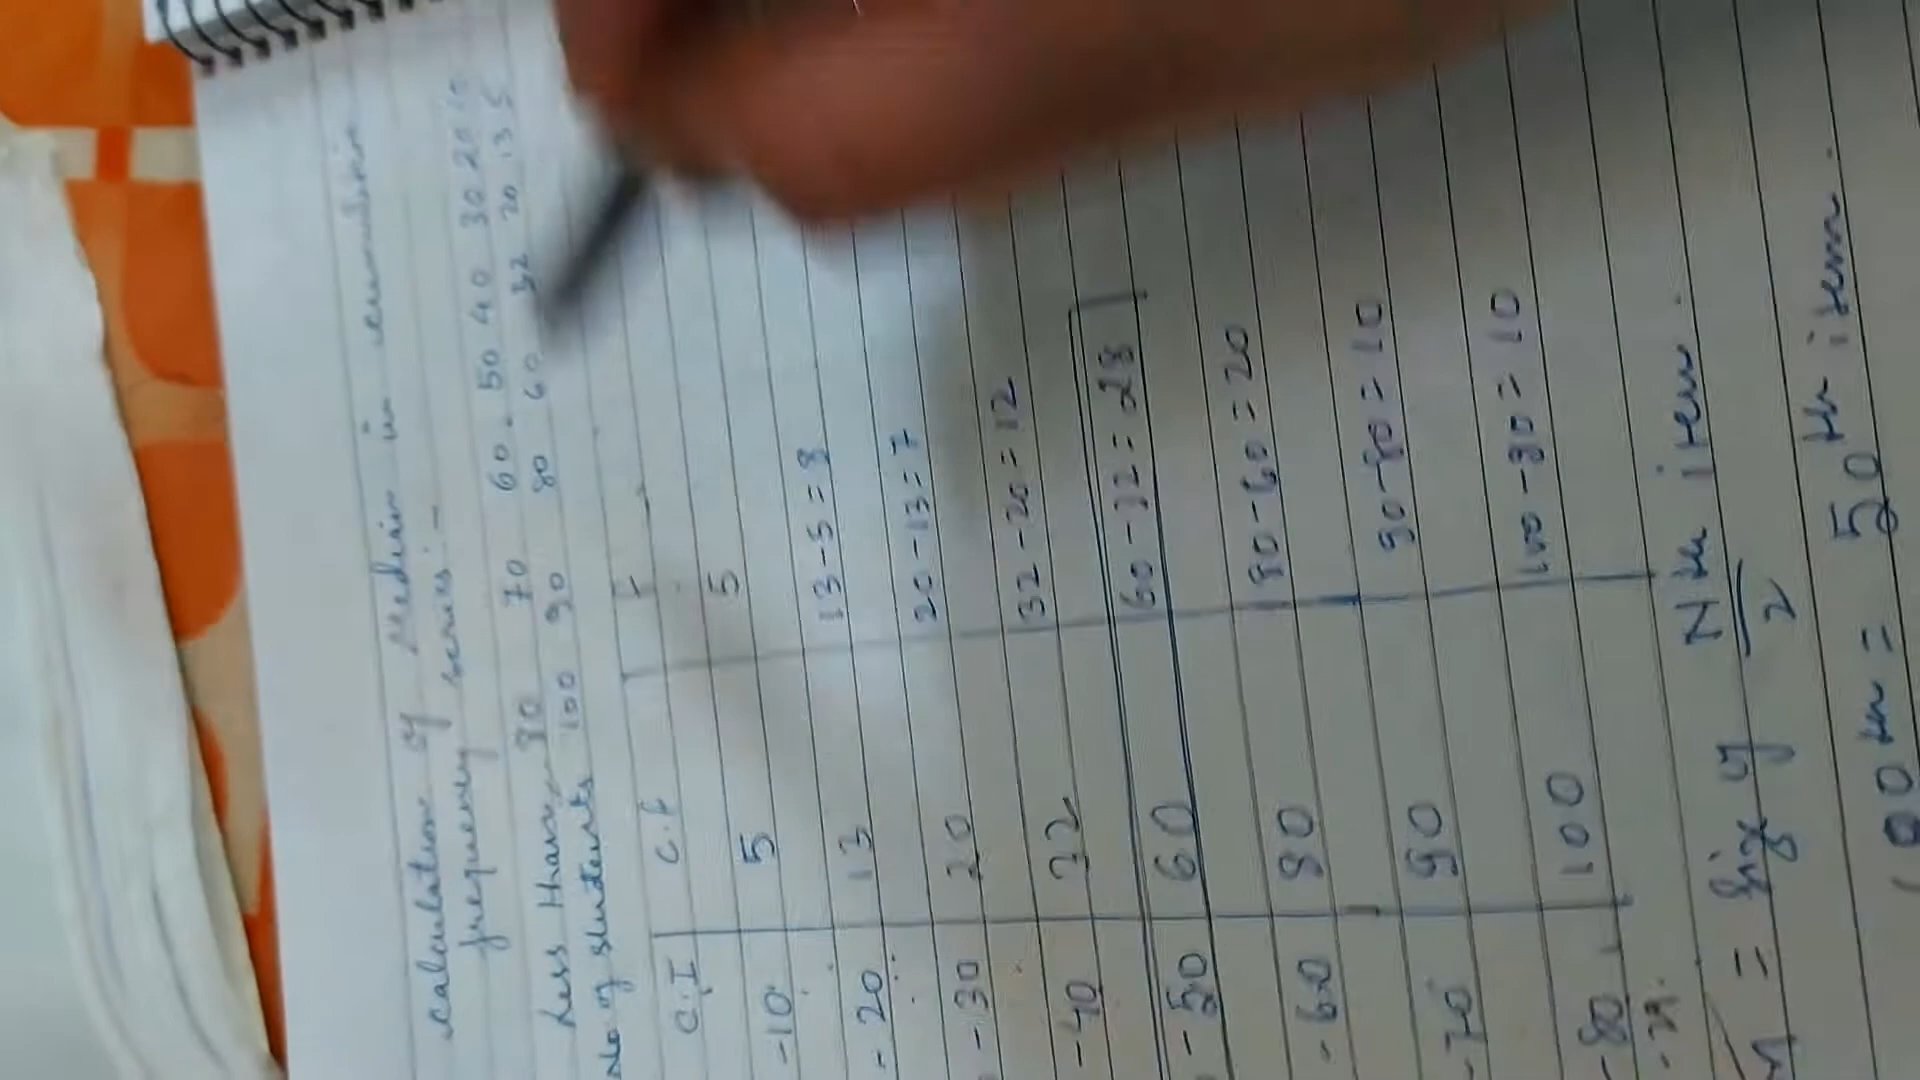 Calculation of Median in cumulative
frequency series :-
Less than 80 70 60 50 40 30 20 10
No of students 100 90 80 60 32 20 13 5
C.I C.f F
-10 5 5
- 20 13 13-5=8
-30 20 20-13=7
-40 32 32-20=12
-50 60 60-32=28
-60 80 80-60=20
-70 90 90-80=10
-80 100 100-90=10
M = Size of N/2 th item.
th = 50 th item.